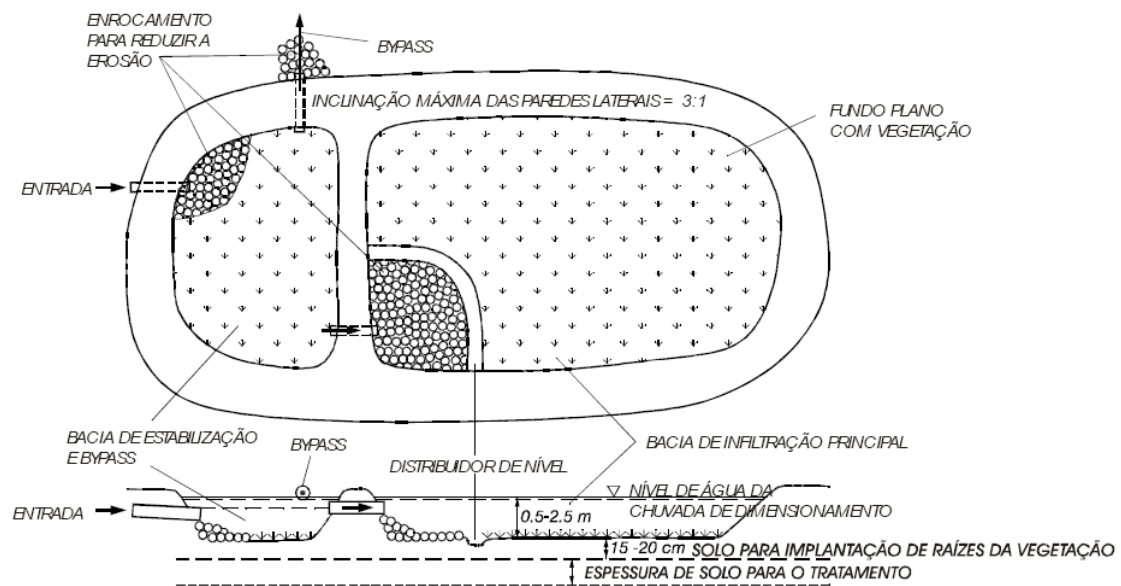 ENROCAMENTO
PARA REDUZIR A
EROSÃO
BYPASS
INCLINAÇÃO MÁXIMA DAS PAREDES LATERAIS = 3:1
FUNDO PLANO
COM VEGETAÇÃO
ENTRADA
BACIA DE ESTABILIZAÇÃO
E BYPASS
BYPASS
DISTRIBUIDOR DE NÍVEL
BACIA DE INFILTRAÇÃO PRINCIPAL
NÍVEL DE ÁGUA DA
CHUVADA DE DIMENSIONAMENTO
ENTRADA
0.5-2.5 m
15 -20 cm SOLO PARA IMPLANTAÇÃO DE RAÍZES DA VEGETAÇÃO
ESPESSURA DE SOLO PARA O TRATAMENTO